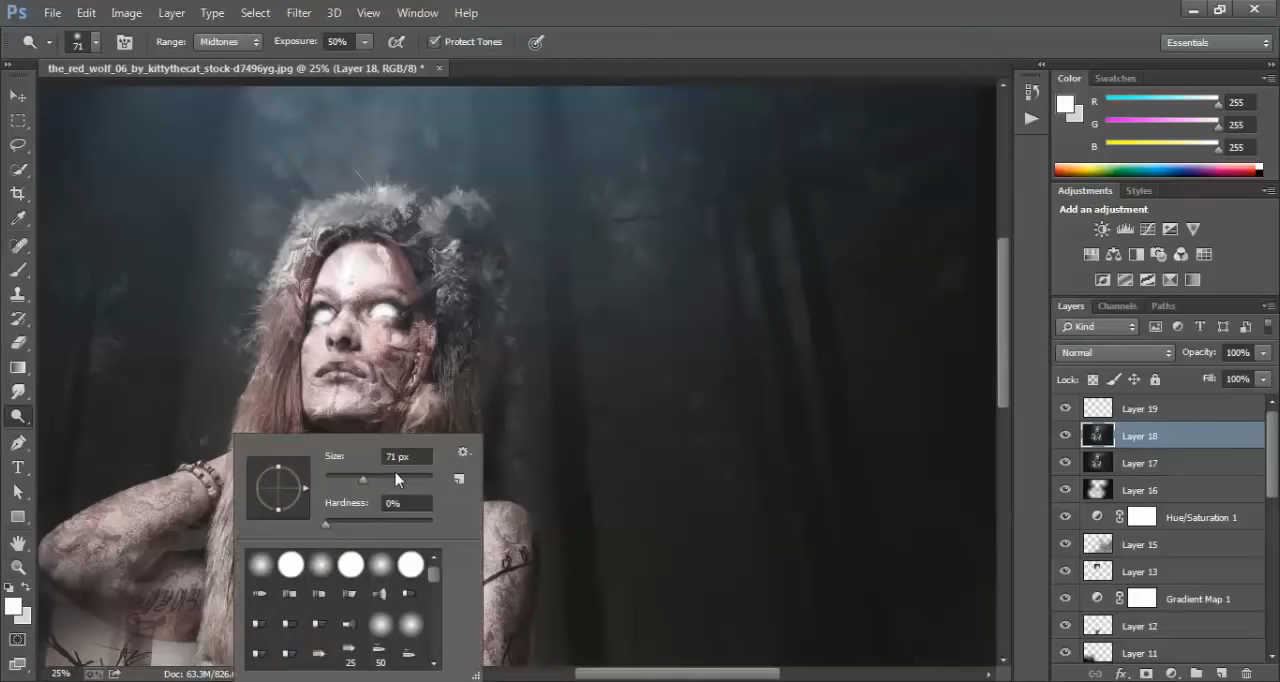 Ps File Edit Image Layer Type Select Filter 3D View Window Help
71 Range: Midtones Exposure: 50% Protect Tones Essentials
the_red_wolf_06_by_kittythecat_stock-d7496yg.jpg @ 25% (Layer 18, RGB/8) * ×
Color Swatches
R 255
G 255
B 255
Adjustments Styles
Add an adjustment
Layers Channels Paths
Kind
Normal Opacity: 100%
Lock: Fill: 100%
Layer 19
Layer 18
Layer 17
Layer 16
Hue/Saturation 1
Layer 15
Layer 13
Gradient Map 1
Layer 12
Layer 11
Size: 71 px
Hardness: 0%
25 50
25% Doc: 63.3M/826.